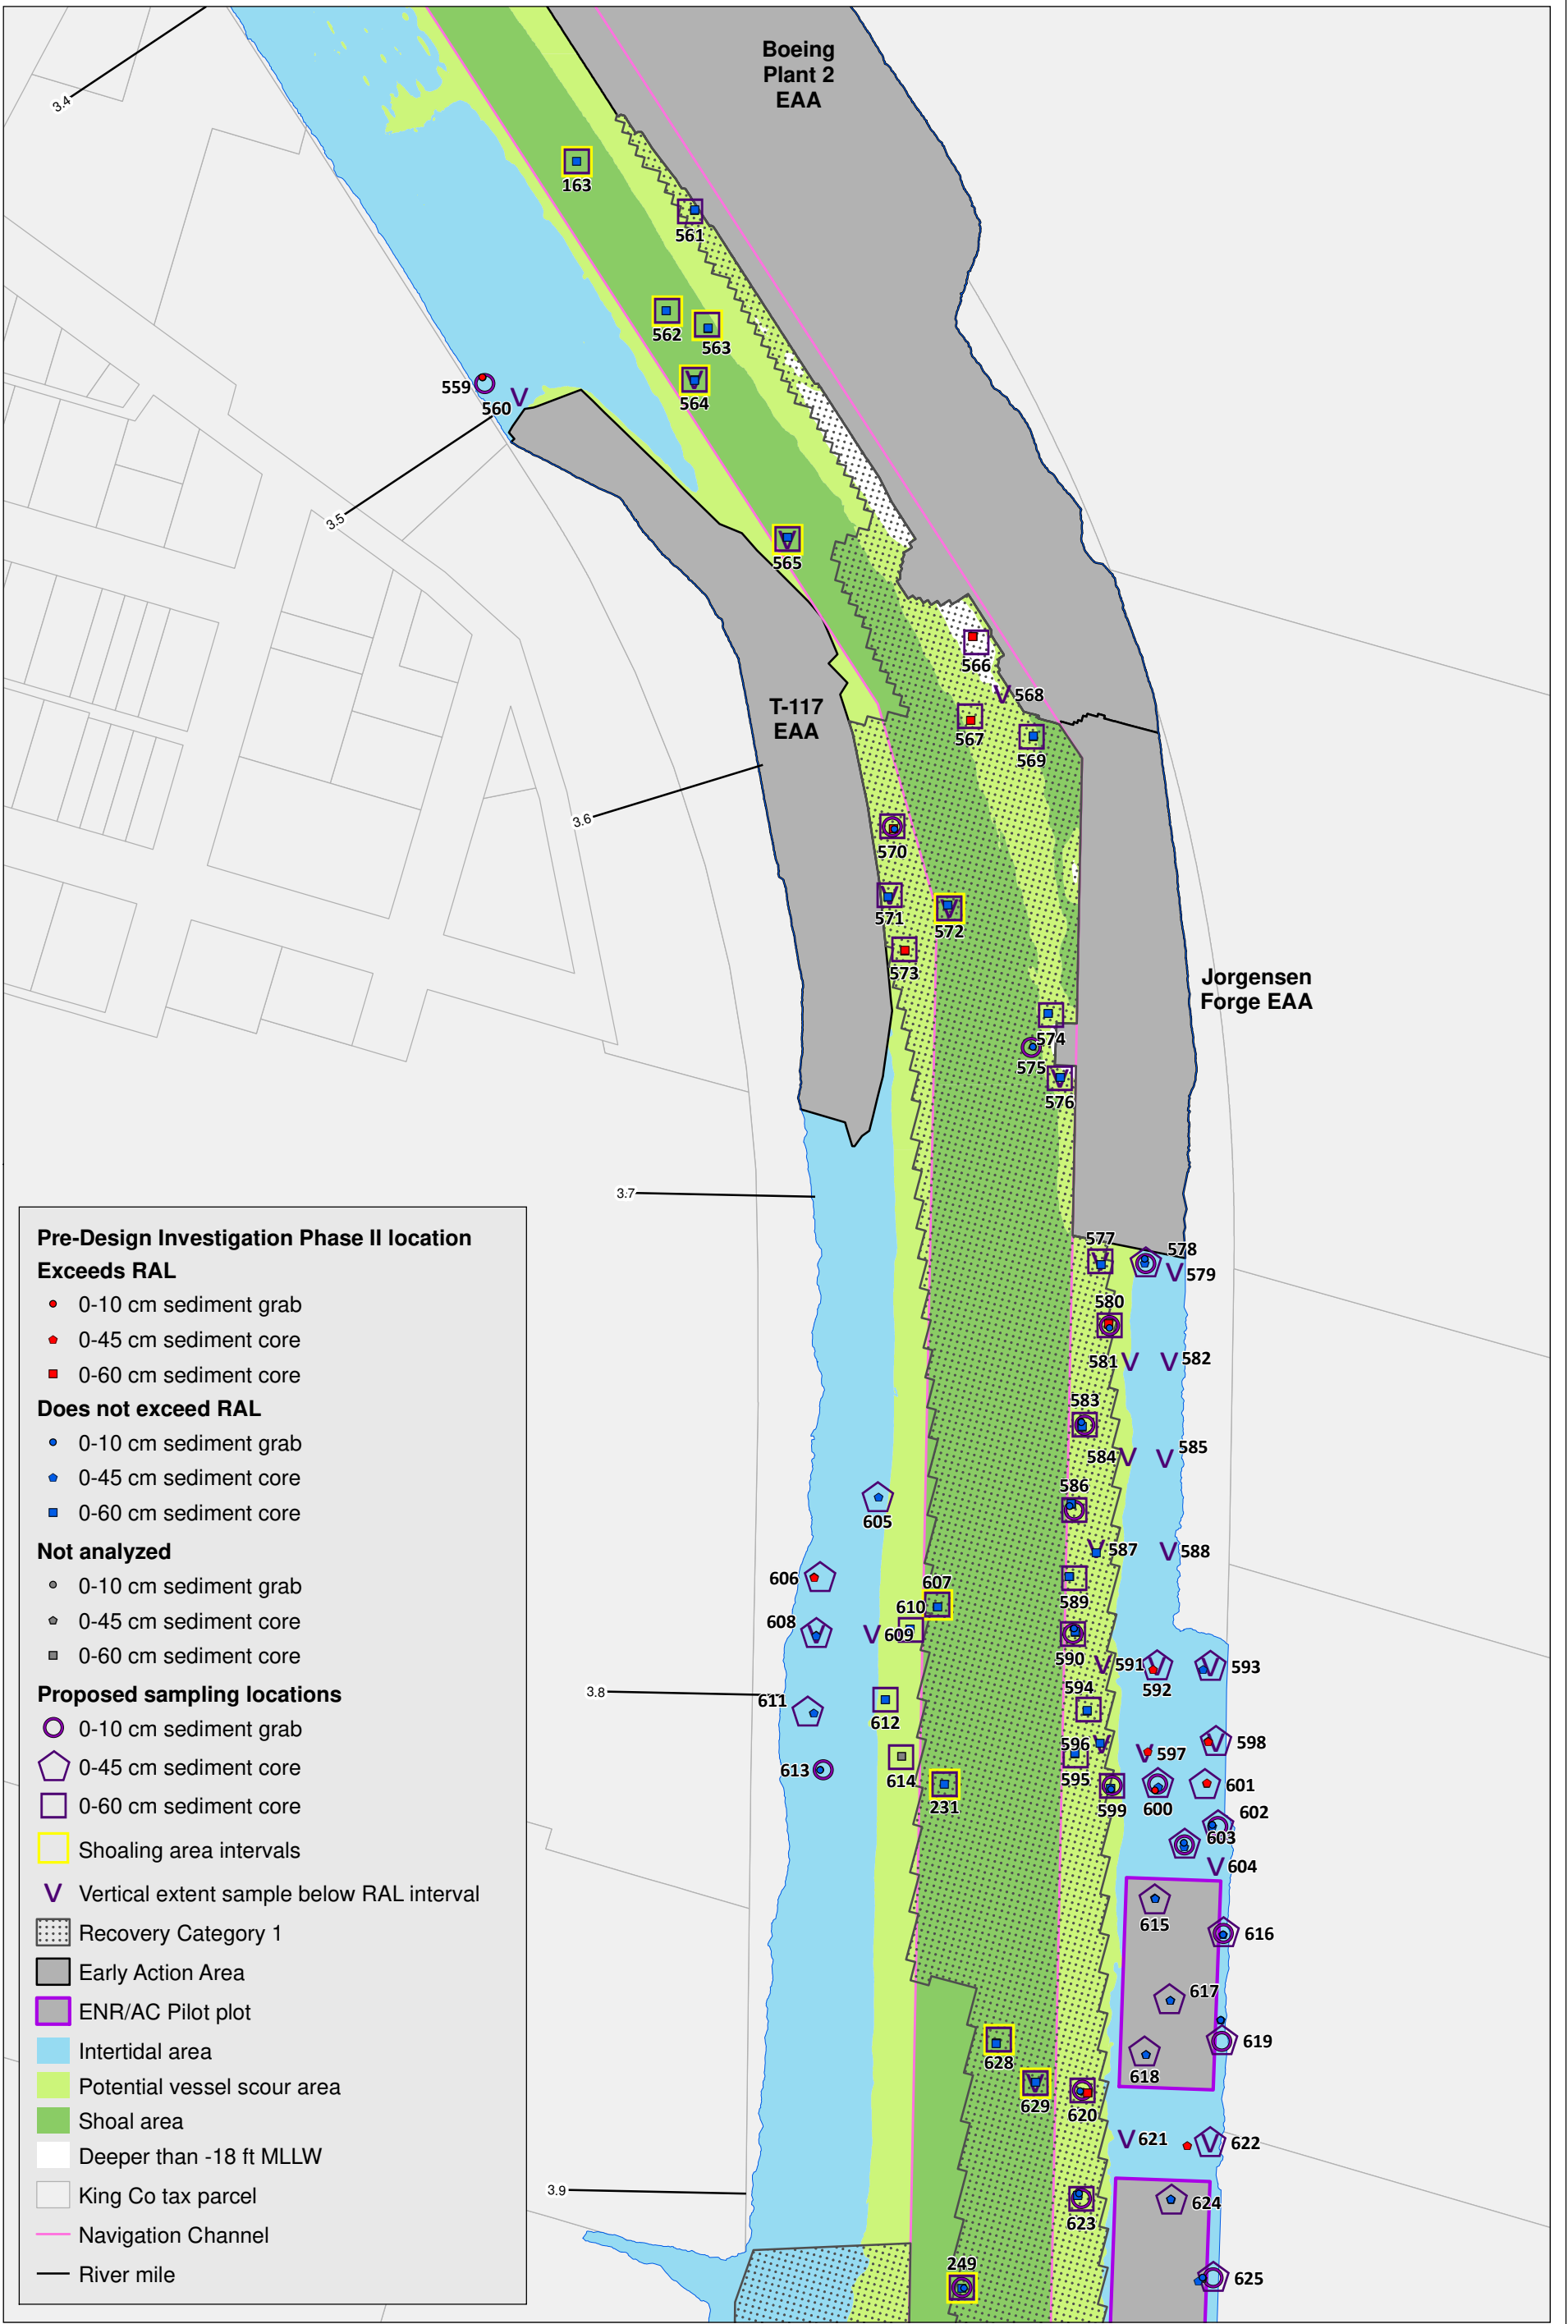 Boeing
Plant 2
EAA
3.4
163
561
562
563
564
559
560
3.5
565
566
568
567
569
T-117
EAA
3.6
570
571
572
573
Jorgensen
Forge EAA
574
575
576
3.7
577
578
579
580
581
582
583
584
585
586
587
588
589
605
606
607
610
608
609
590
591
592
593
594
3.8
611
612
596
597
598
595
613
614
231
599
600
601
602
603
604
615
616
617
619
618
628
629
620
621
622
3.9
623
624
249
625
Pre-Design Investigation Phase II location
Exceeds RAL
0-10 cm sediment grab
0-45 cm sediment core
0-60 cm sediment core
Does not exceed RAL
0-10 cm sediment grab
0-45 cm sediment core
0-60 cm sediment core
Not analyzed
0-10 cm sediment grab
0-45 cm sediment core
0-60 cm sediment core
Proposed sampling locations
0-10 cm sediment grab
0-45 cm sediment core
0-60 cm sediment core
Shoaling area intervals
V Vertical extent sample below RAL interval
Recovery Category 1
Early Action Area
ENR/AC Pilot plot
Intertidal area
Potential vessel scour area
Shoal area
Deeper than -18 ft MLLW
King Co tax parcel
Navigation Channel
River mile